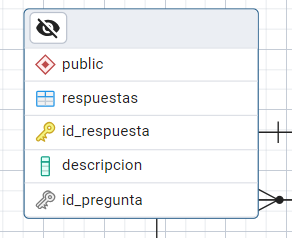 public
respuestas
id_respuesta
descripcion
id_pregunta